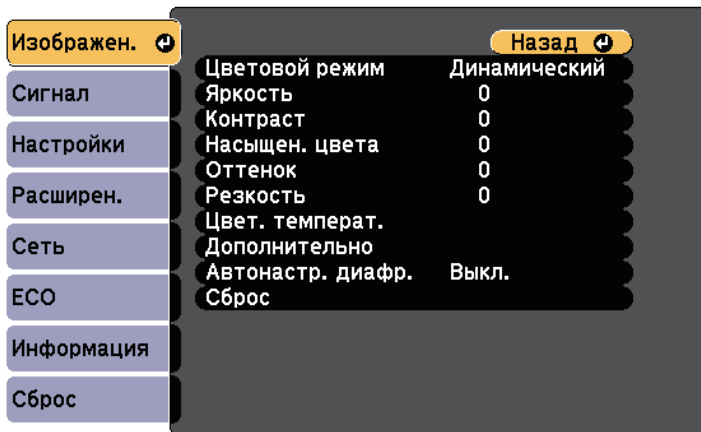 Изображен.
Сигнал
Настройки
Расширен.
Сеть
ECO
Информация
Сброс
Назад
Цветовой режим Динамический
Яркость 0
Контраст 0
Насыщен. цвета 0
Оттенок 0
Резкость 0
Цвет. температ.
Дополнительно
Автонастр. диафр. Выкл.
Сброс